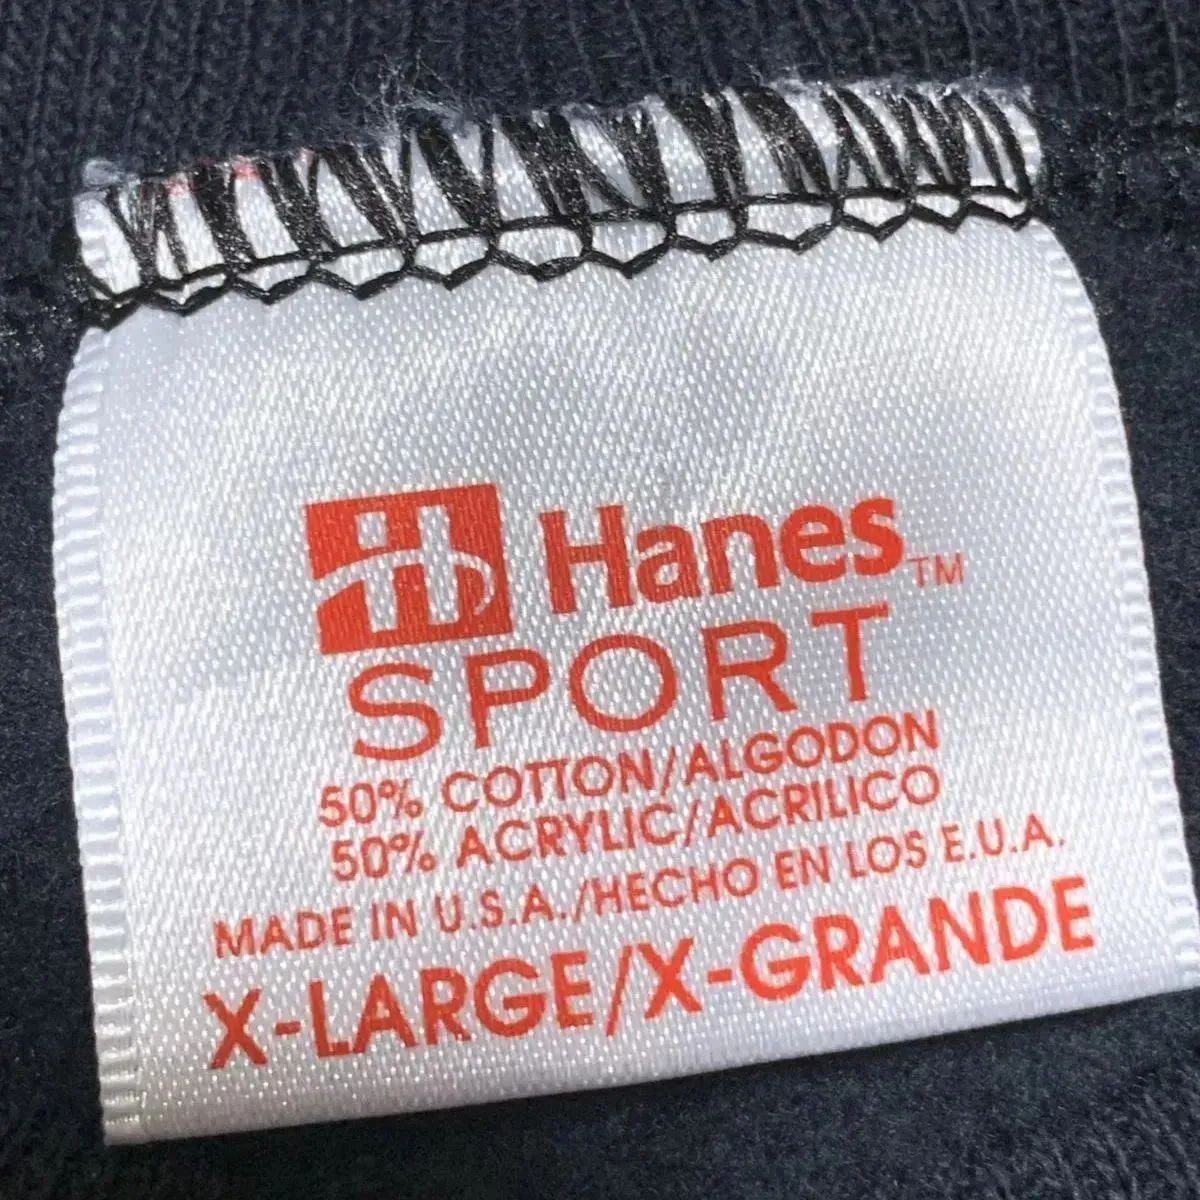 Hanes™
SPORT
50% COTTON/ALGODON
50% ACRYLIC/ACRILICO
MADE IN U.S.A./HECHO EN LOS E.U.A.
X-LARGE/X-GRANDE